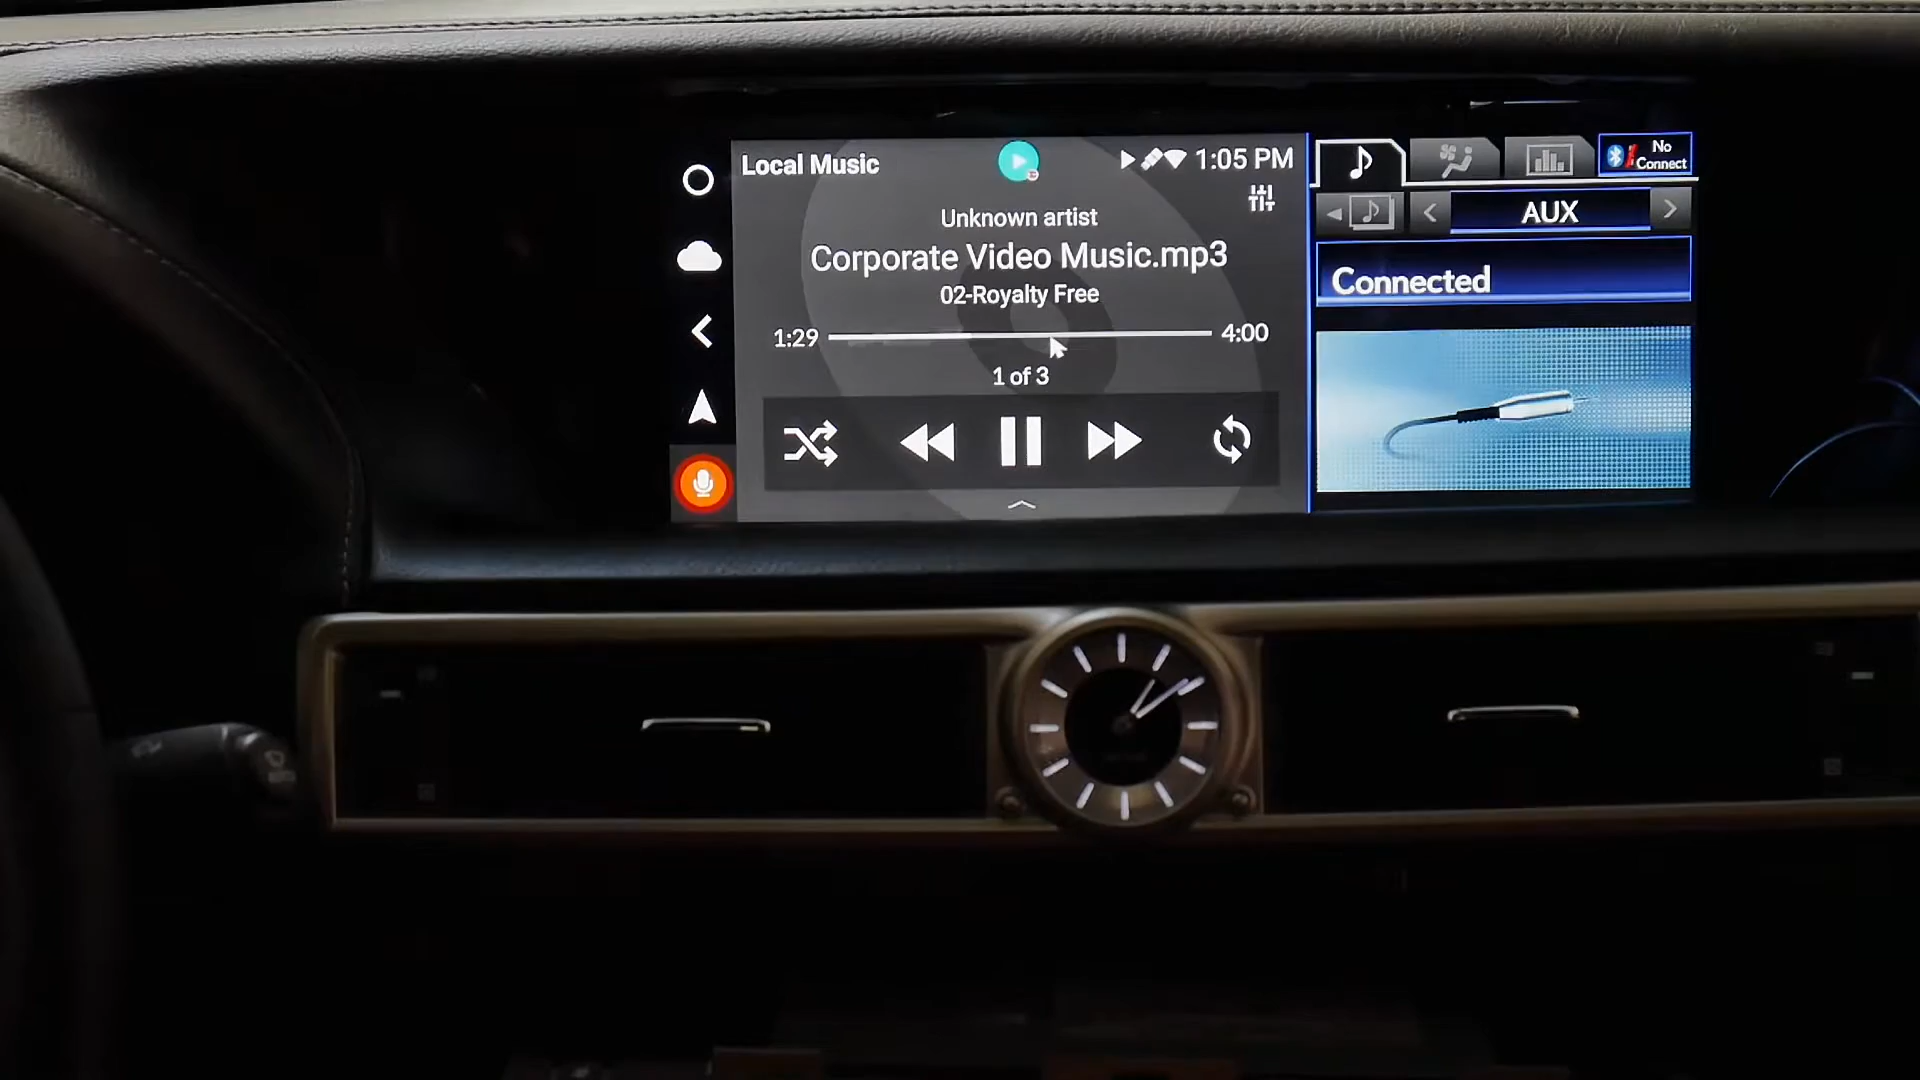 Local Music
1:05 PM
Unknown artist
Corporate Video Music.mp3
02-Royalty Free
1:29
4:00
1 of 3
No
Connect
AUX
Connected